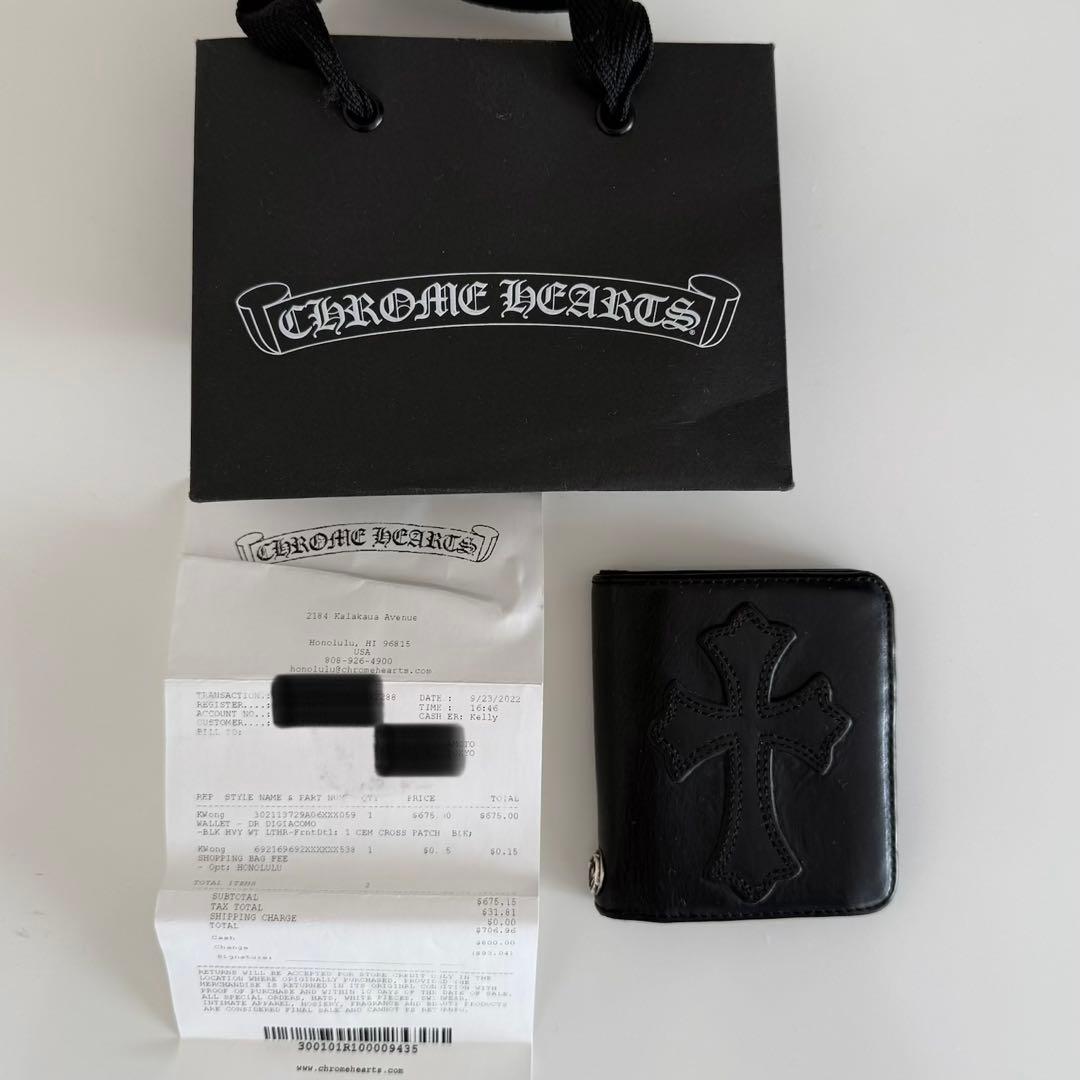 CHROME HEARTS®
CHROME HEARTS
2184 Kalakaua Avenue
Honolulu, HI 96815
USA
808-926-4900
honolulu@chromehearts.com
TRANSACTION.: 288 DATE : 9/23/2022
REGISTER....: TIME : 16:46
ACCOUNT NO..: CASH ER: Kelly
CUSTOMER....:
BILL TO:
REP STYLE NAME & PART NUM QTY PRICE TOTAL
KWong 302113729A06XXX059 1 $675. 0 $675.00
WALLET - DR DIGIACOMO
-BLK HVY WT LTHR-FrntDtl: 1 CEM CROSS PATCH BLK;
KWong 692169692XXXXXX538 1 $0. 5 $0.15
SHOPPING BAG FEE
- Opt: HONOLULU
TOTAL ITEMS 2
SUBTOTAL $675.15
TAX TOTAL $31.81
SHIPPING CHARGE $0.00
TOTAL $706.96
Cash $800.00
Change ($93.04)
Signature:
RETURNS WILL BE ACCEPTED FOR STORE CREDIT ONLY IN THE
LOCATION WHERE ORIGINALLY PURCHASED, PROVIDED THE
MERCHANDISE IS RETURNED IN ITS ORIGINAL CONDITION WITH
PROOF OF PURCHASE AND WITHIN 10 DAYS OF THE DATE OF SALE.
ALL SPECIAL ORDERS, HATS, WHITE PIECES, SWIMWEAR,
INTIMATE APPAREL, HOSIERY, FRAGRANCE AND BEAUTY PRODUCTS
ARE CONSIDERED FINAL SALE AND CANNOT BE RETURNED.
300101R100009435
www.chromehearts.com